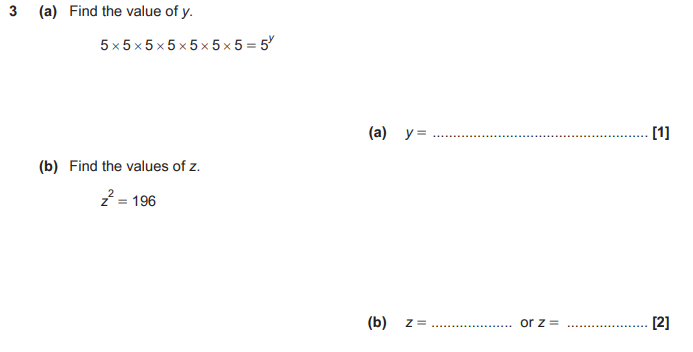 3 (a) Find the value of y.
5 × 5 × 5 × 5 × 5 × 5 × 5 = 5^y
(a) y = ...................................................... [1]
(b) Find the values of z.
z² = 196
(b) z = .................... or z = .................... [2]